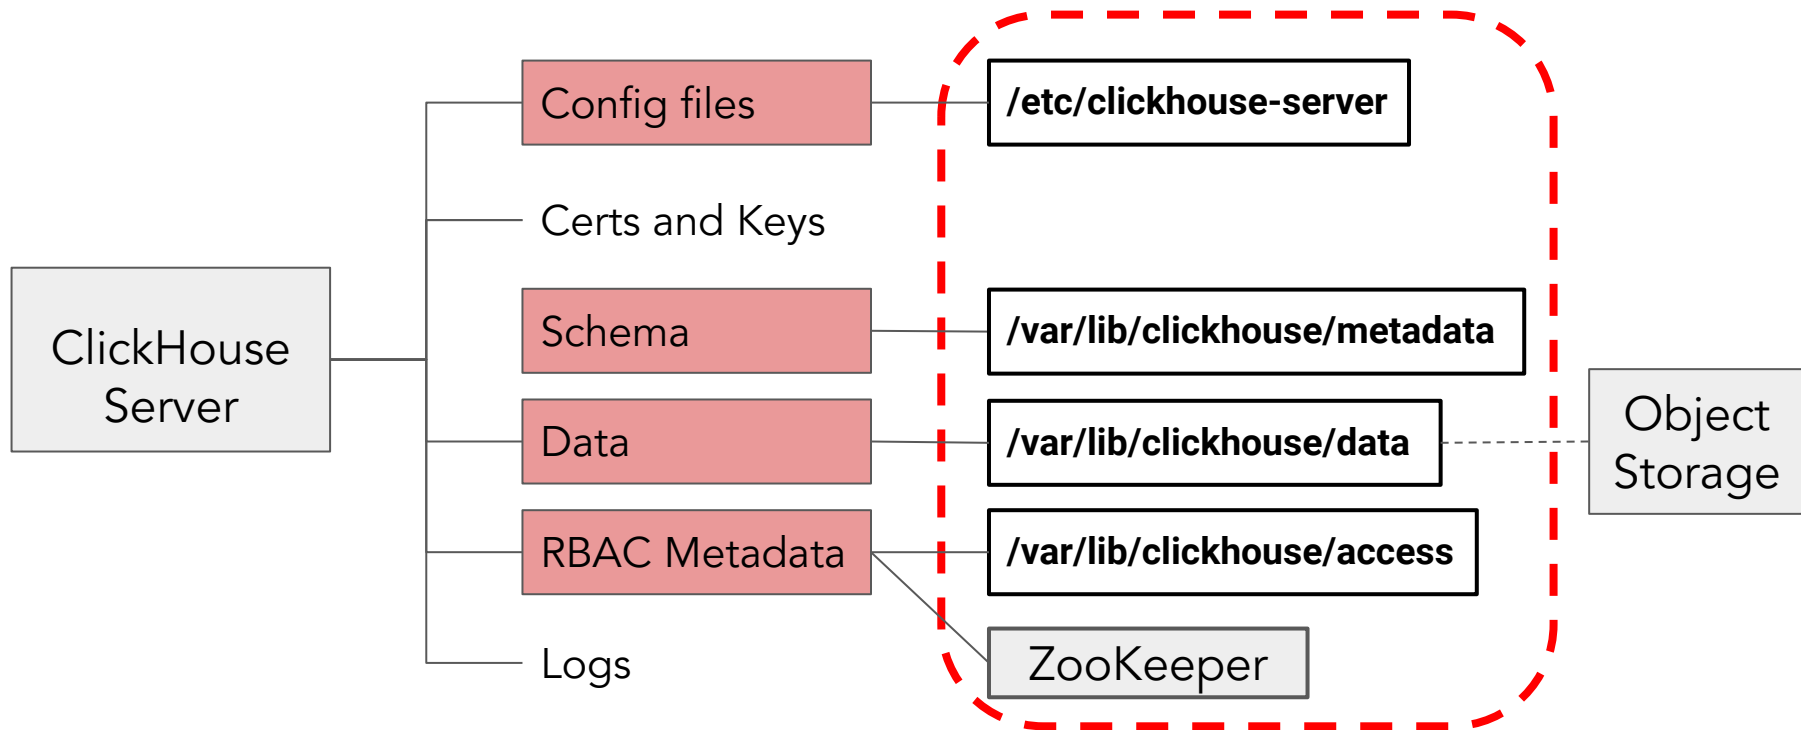 Config files
/etc/clickhouse-server
Certs and Keys
ClickHouse
Server
Schema
/var/lib/clickhouse/metadata
Data
/var/lib/clickhouse/data
Object
Storage
RBAC Metadata
/var/lib/clickhouse/access
Logs
ZooKeeper